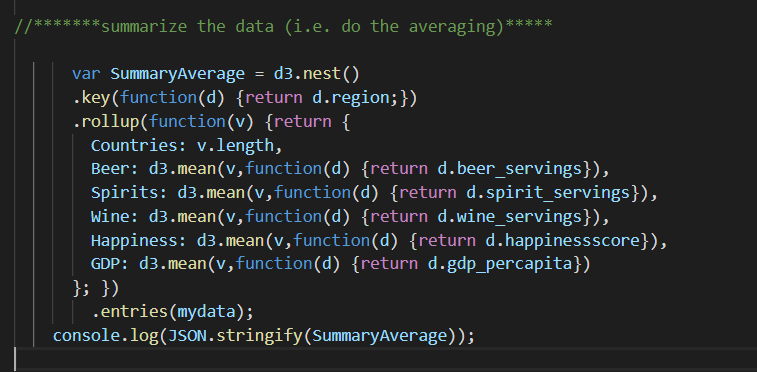 //*******summarize the data (i.e. do the averaging)*****
var SummaryAverage = d3.nest()
.key(function(d) {return d.region;})
.rollup(function(v) {return {
Countries: v.length,
Beer: d3.mean(v,function(d) {return d.beer_servings}),
Spirits: d3.mean(v,function(d) {return d.spirit_servings}),
Wine: d3.mean(v,function(d) {return d.wine_servings}),
Happiness: d3.mean(v,function(d) {return d.happinessscore}),
GDP: d3.mean(v,function(d) {return d.gdp_percapita})
}; })
.entries(mydata);
console.log(JSON.stringify(SummaryAverage));